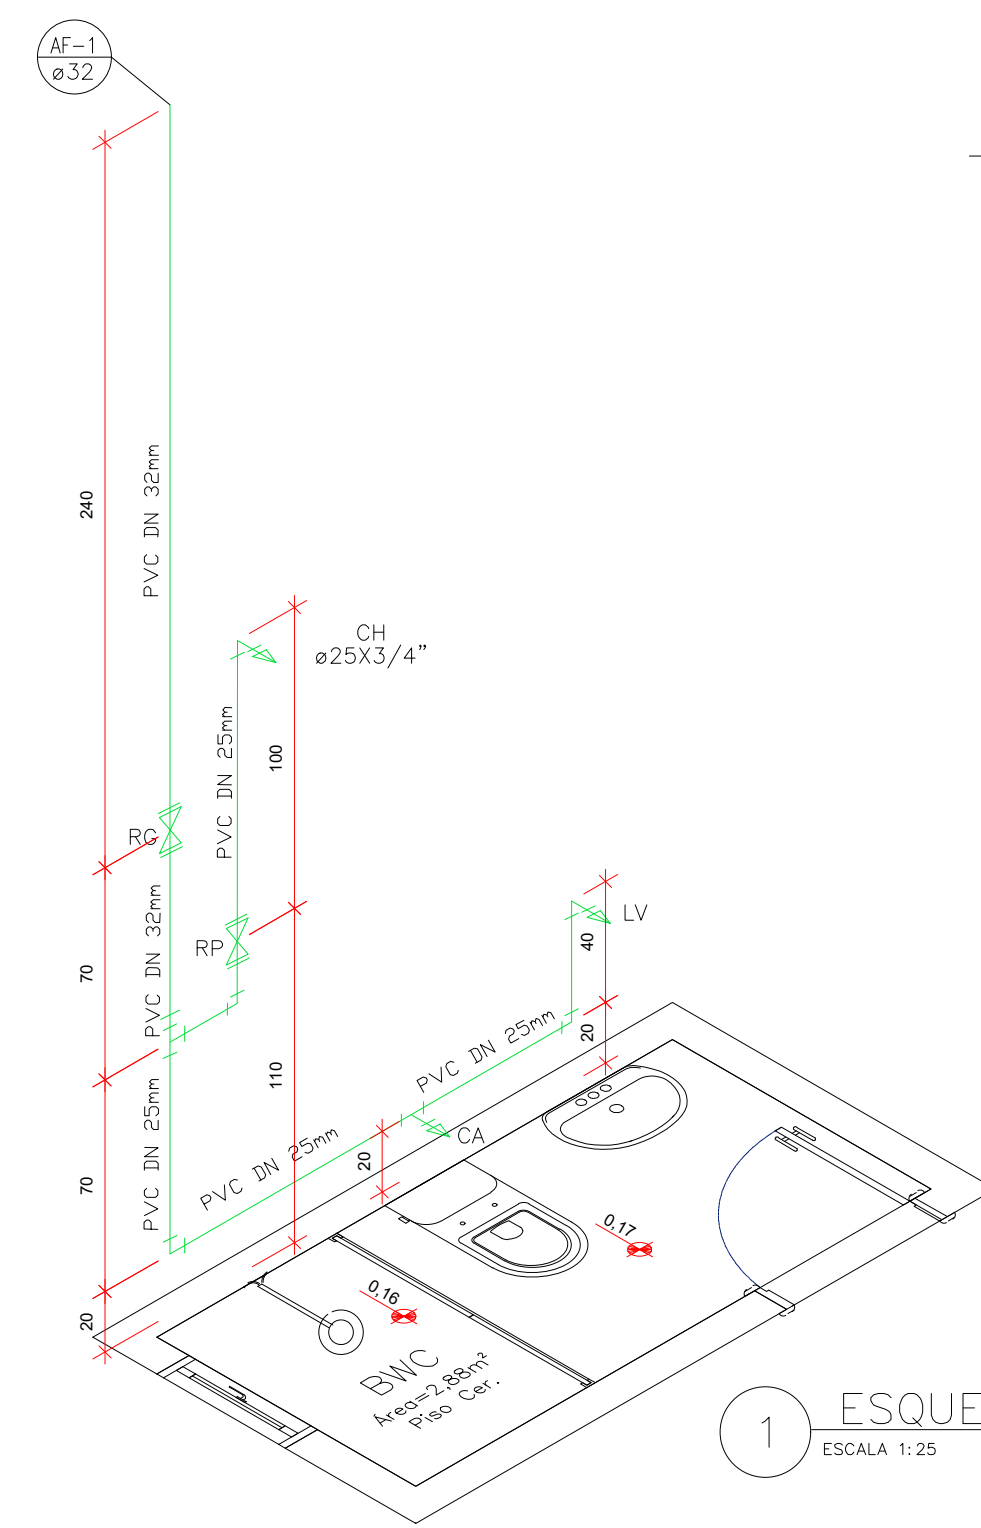 AF-1
ø32
240
PVC DN 32mm
CH
ø25X3/4"
100
PVC DN 25mm
RG
70
PVC DN 32mm
RP
LV
40
20
110
PVC DN 25mm
70
PVC DN 25mm
PVC DN 25mm
CA
20
0,17
0,16
20
BWC
Área=2,88m²
Piso Cer.
1
ESQUE
ESCALA 1:25